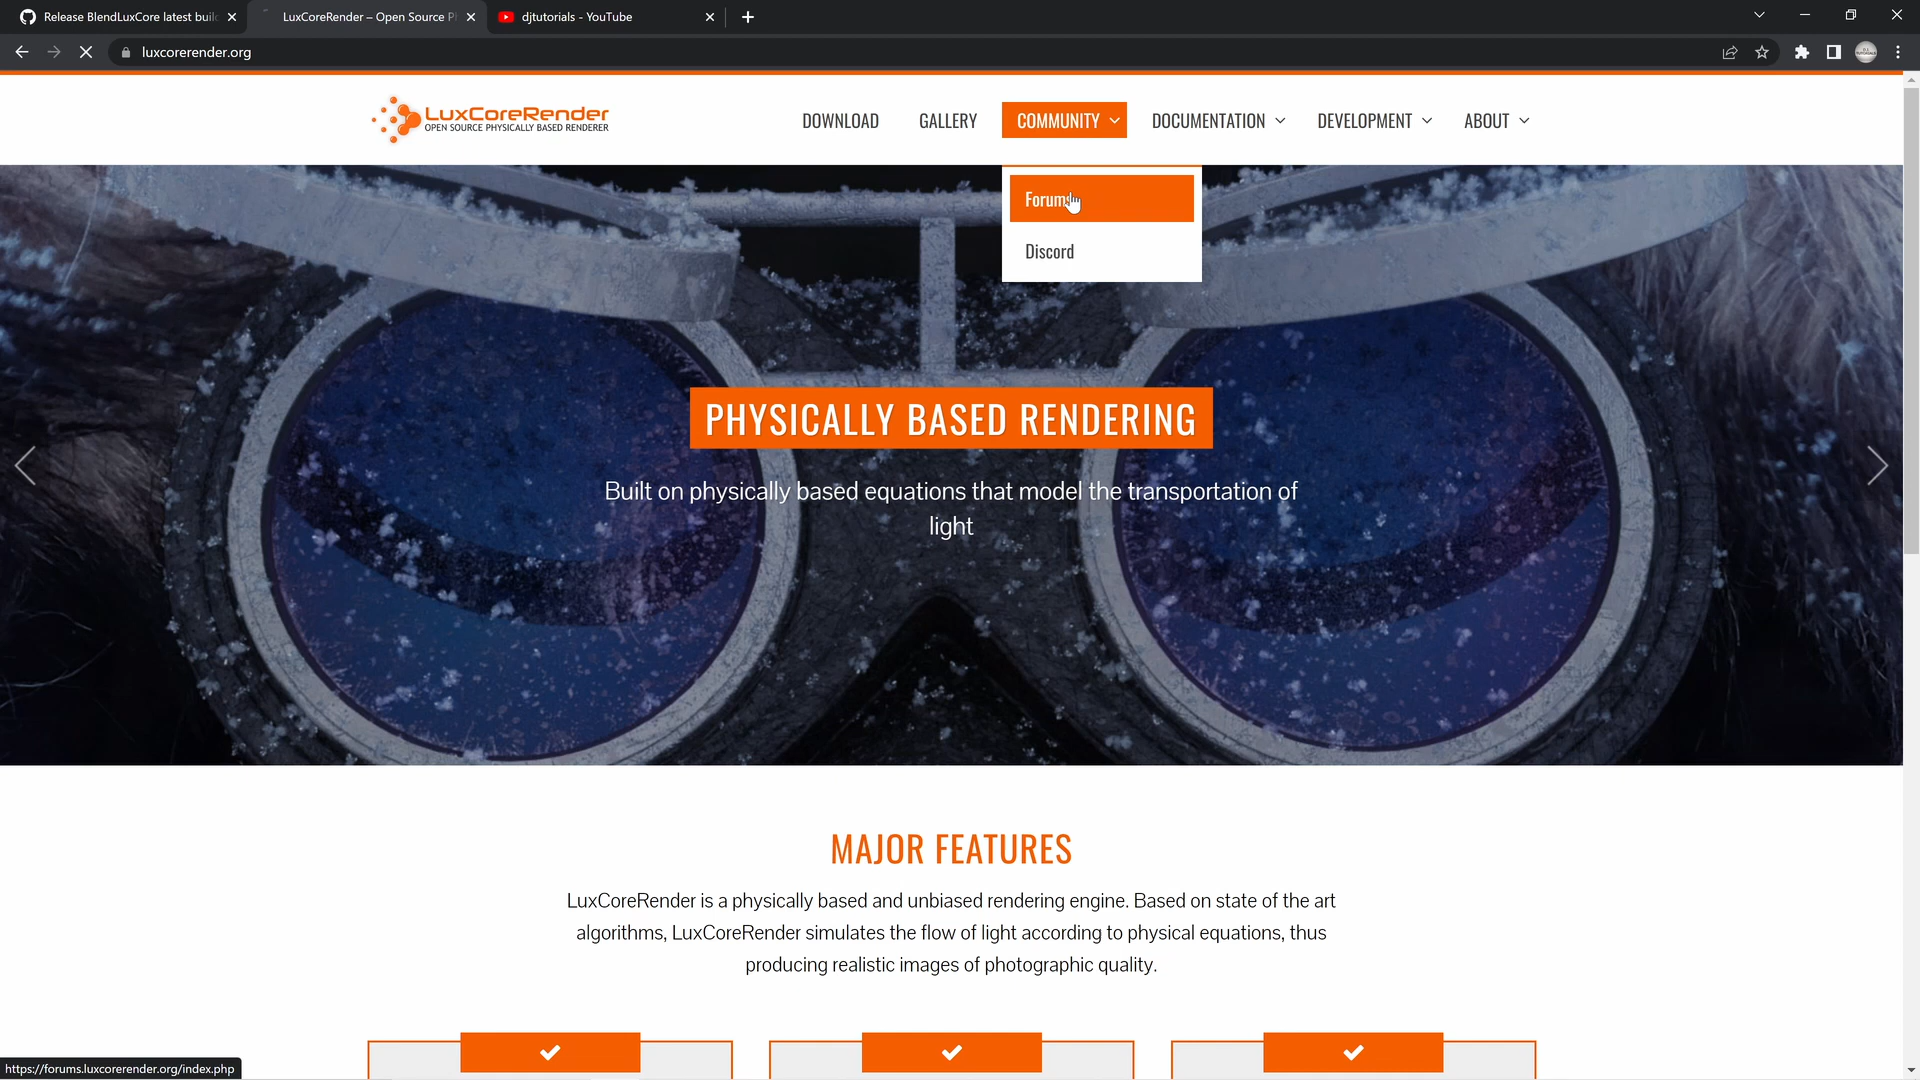 Release BlendLuxCore latest buil
LuxCoreRender – Open Source P
djtutorials - YouTube
luxcorerender.org
LuxCoreRender
OPEN SOURCE PHYSICALLY BASED RENDERER
DOWNLOAD
GALLERY
COMMUNITY
DOCUMENTATION
DEVELOPMENT
ABOUT
Forums
Discord
PHYSICALLY BASED RENDERING
Built on physically based equations that model the transportation of
light
MAJOR FEATURES
LuxCoreRender is a physically based and unbiased rendering engine. Based on state of the art
algorithms, LuxCoreRender simulates the flow of light according to physical equations, thus
producing realistic images of photographic quality.
https://forums.luxcorerender.org/index.php